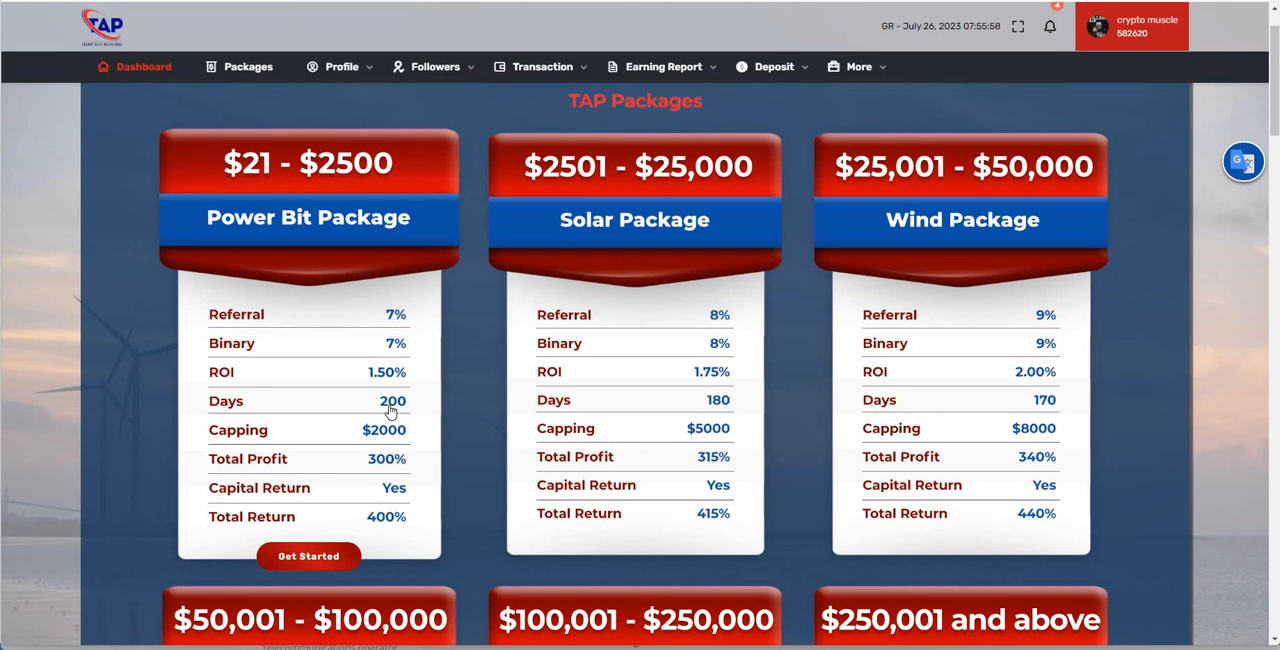 TAP
GR - July 26, 2023 07:55:58
4
crypto muscle
582620
Dashboard
Packages
Profile
Followers
Transaction
Earning Report
Deposit
More
TAP Packages
$21 - $2500
Power Bit Package
Referral 7%
Binary 7%
ROI 1.50%
Days 200
Capping $2000
Total Profit 300%
Capital Return Yes
Total Return 400%
Get Started
$2501 - $25,000
Solar Package
Referral 8%
Binary 8%
ROI 1.75%
Days 180
Capping $5000
Total Profit 315%
Capital Return Yes
Total Return 415%
$25,001 - $50,000
Wind Package
Referral 9%
Binary 9%
ROI 2.00%
Days 170
Capping $8000
Total Profit 340%
Capital Return Yes
Total Return 440%
$50,001 - $100,000
$100,001 - $250,000
$250,001 and above
telecommunications operator